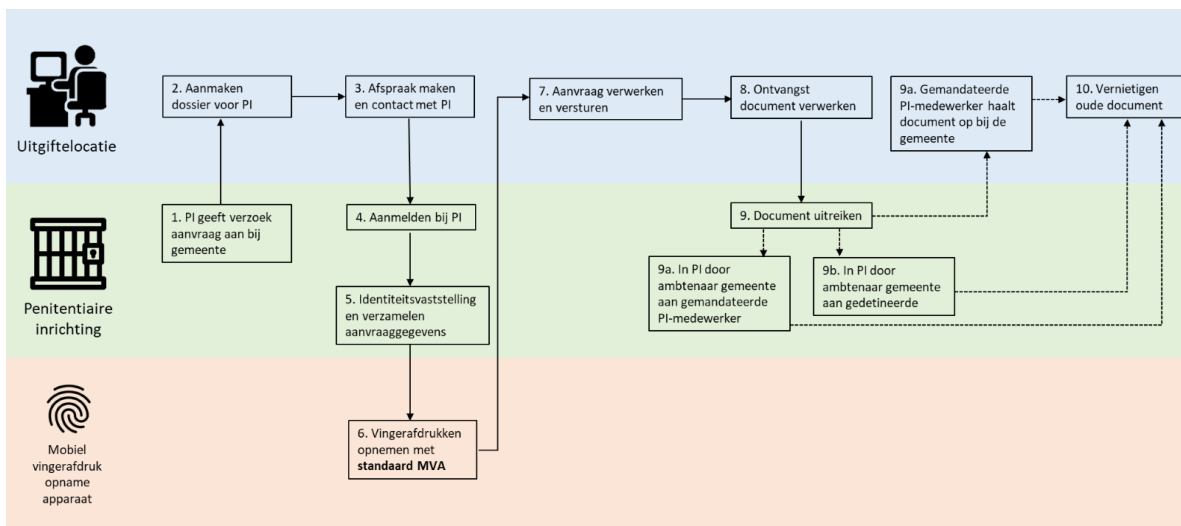 Uitgiftelocatie
2. Aanmaken
dossier voor PI
3. Afspraak maken
en contact met PI
7. Aanvraag verwerken
en versturen
8. Ontvangst
document verwerken
9a. Gemandateerde
PI-medewerker haalt
document op bij de
gemeente
10. Vernietigen
oude document
Penitentiaire
inrichting
1. PI geeft verzoek
aanvraag aan bij
gemeente
4. Aanmelden bij PI
5. Identiteitsvaststelling
en verzamelen
aanvraaggegevens
9. Document uitreiken
9a. In PI door
ambtenaar gemeente
aan gemandateerde
PI-medewerker
9b. In PI door
ambtenaar gemeente
aan gedetineerde
Mobiel
vingerafdruk
opname
apparaat
6. Vingerafdrukken
opnemen met
standaard MVA